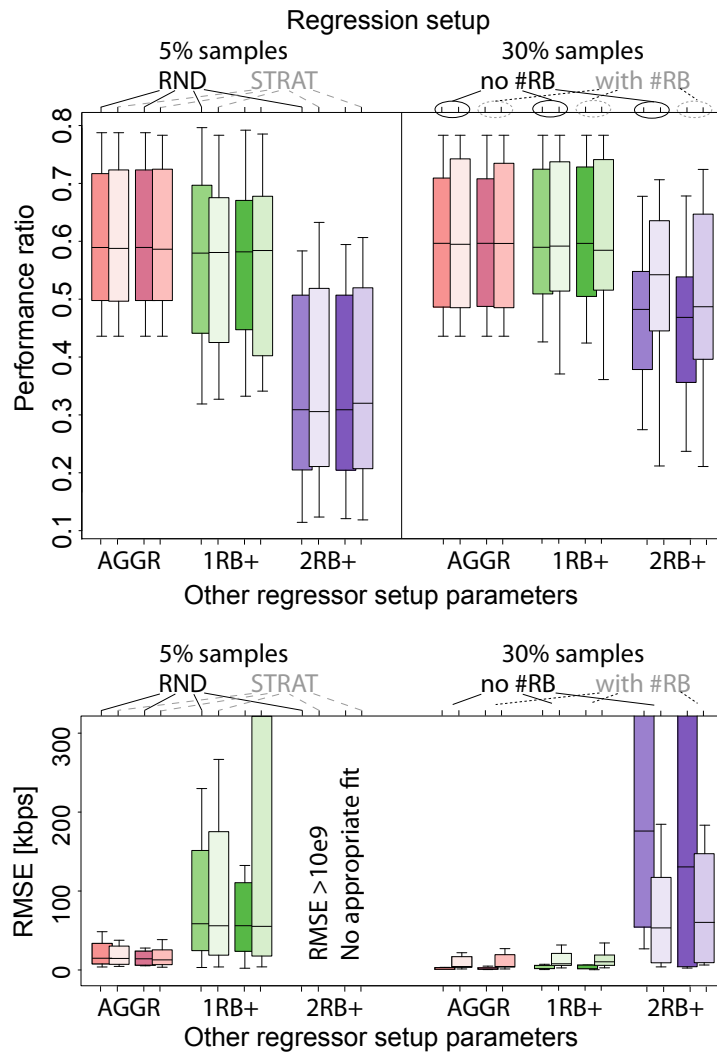 Regression setup
5% samples 30% samples
RND STRAT no #RB with #RB
0.8
0.7
0.6
0.5
0.4
0.3
0.2
0.1
Performance ratio
AGGR 1RB+ 2RB+ AGGR 1RB+ 2RB+
Other regressor setup parameters
5% samples 30% samples
RND STRAT no #RB with #RB
300
200
100
0
RMSE [kbps]
RMSE >10e9
No appropriate fit
AGGR 1RB+ 2RB+ AGGR 1RB+ 2RB+
Other regressor setup parameters